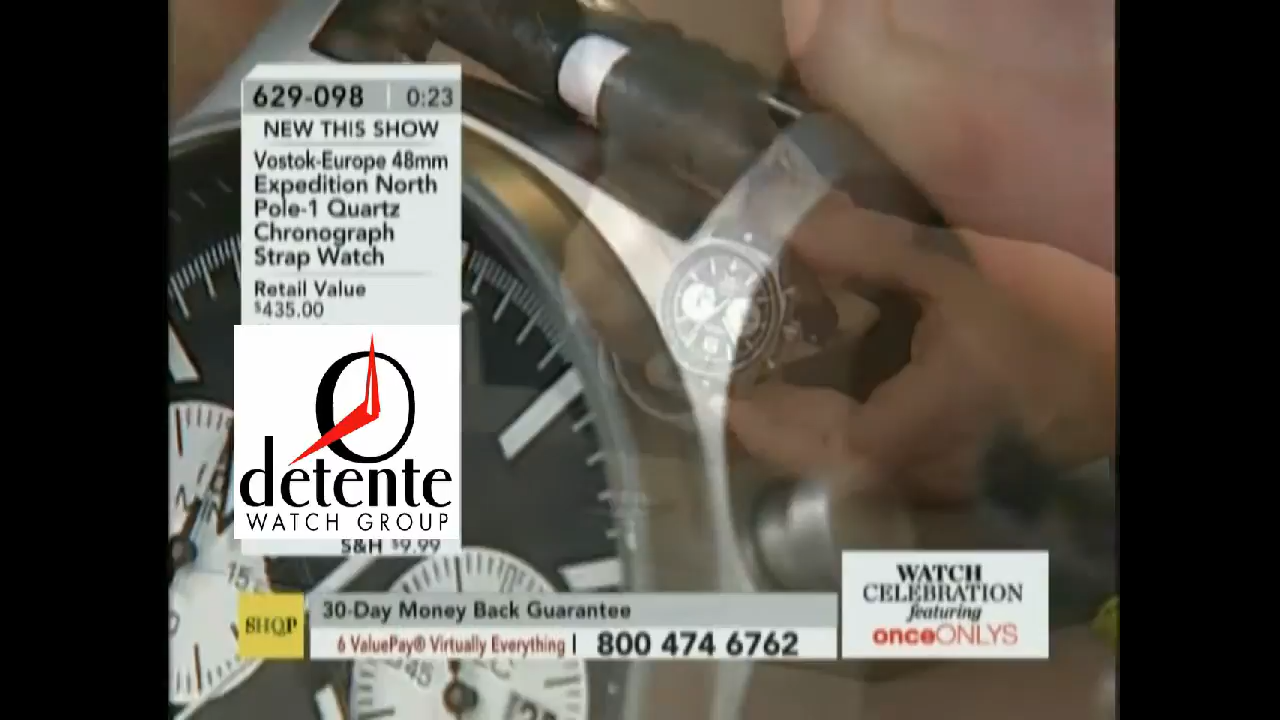 629-098 | 0:23
NEW THIS SHOW
Vostok-Europe 48mm
Expedition North
Pole-1 Quartz
Chronograph
Strap Watch
Retail Value
$435.00
detente
WATCH GROUP
S&H $9.99
15
45
30-Day Money Back Guarantee
SHQP
6 ValuePay® Virtually Everything | 800 474 6762
WATCH
CELEBRATION
featuring
onceONLYS